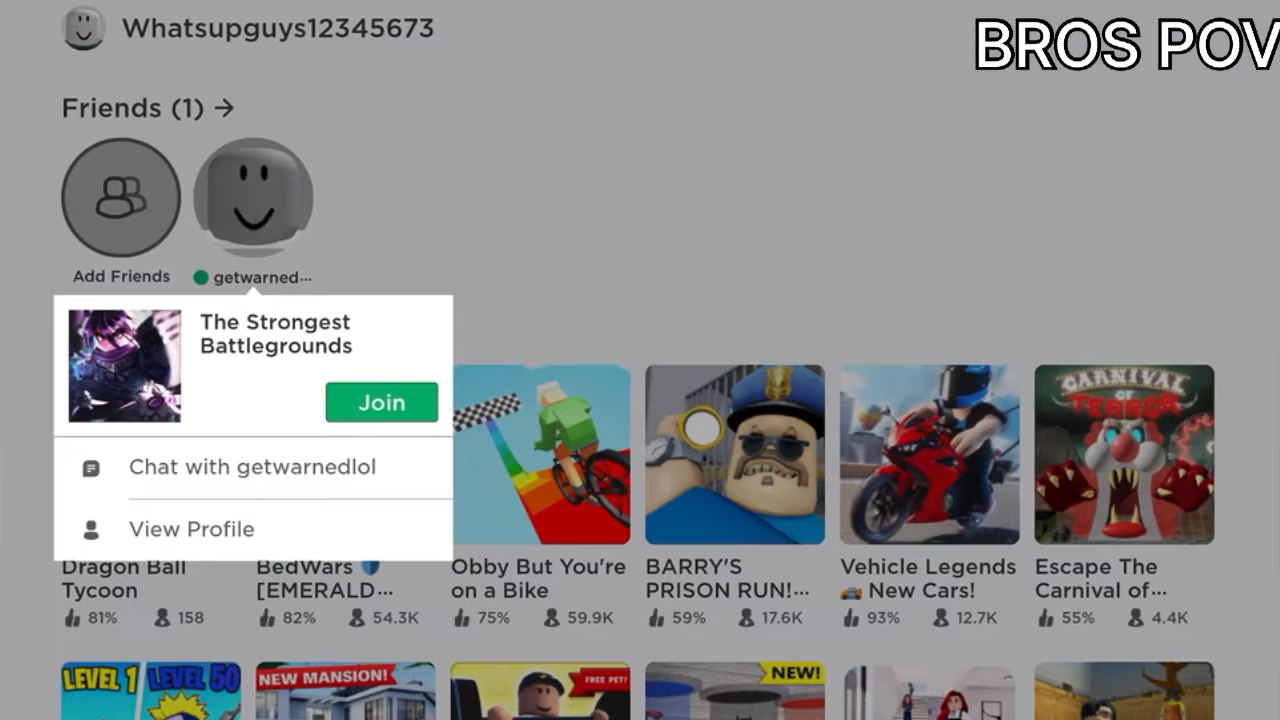 Whatsupguys12345673
BROS POV
Friends (1) →
Add Friends
getwarned...
The Strongest
Battlegrounds
Join
Chat with getwarnedlol
View Profile
CARNIVAL
OF
TERROR
Dragon Ball
Tycoon
81% 158
BedWars
[EMERALD...
82% 54.3K
Obby But You're
on a Bike
75% 59.9K
BARRY'S
PRISON RUN!...
59% 17.6K
Vehicle Legends
🚗 New Cars!
93% 12.7K
Escape The
Carnival of...
55% 4.4K
LEVEL 1 LEVEL 50
NEW MANSION!
FREE PET!
NEW!